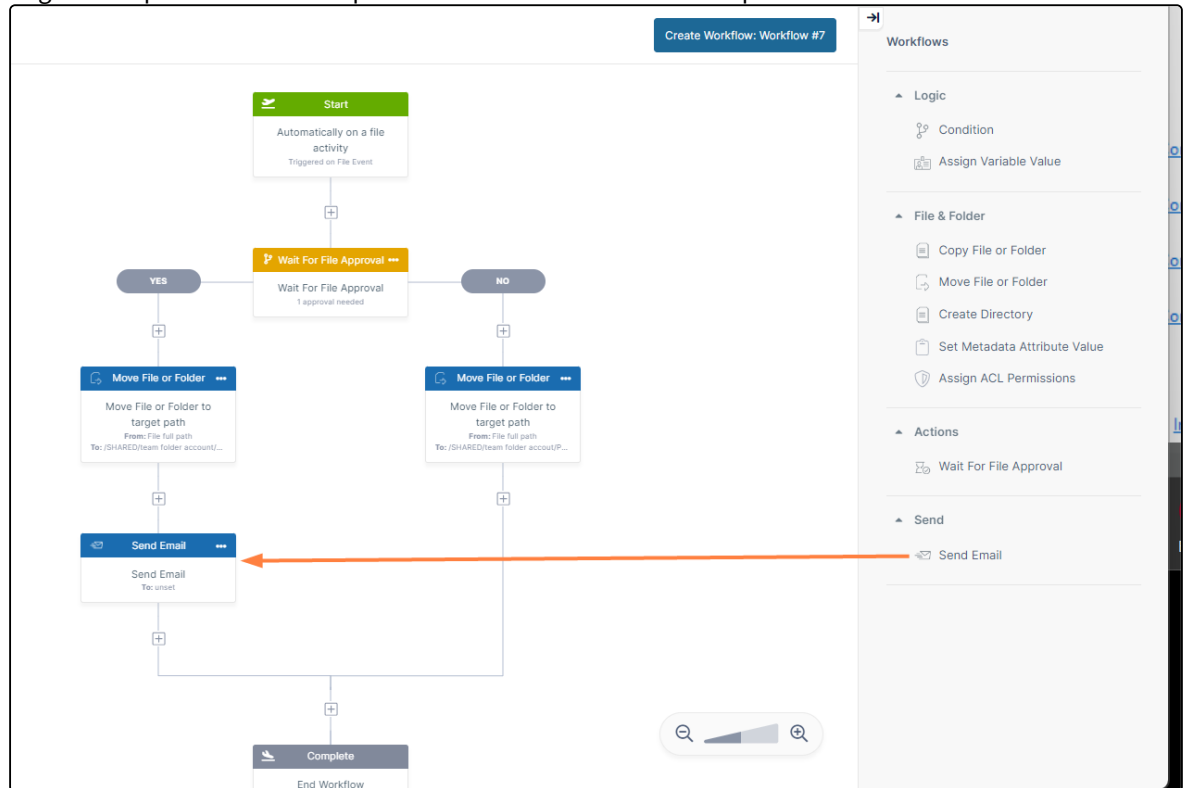 Create Workflow: Workflow #7
Workflows
Start
Automatically on a file
activity
Triggered on File Event
Wait For File Approval
Wait For File Approval
1 approval needed
YES
NO
Move File or Folder
Move File or Folder to
target path
From: File full path
To: /SHARED/team folder account/...
Move File or Folder
Move File or Folder to
target path
From: File full path
To: /SHARED/team folder accout/P...
Send Email
Send Email
To: unset
Complete
End Workflow
Logic
Condition
Assign Variable Value
File & Folder
Copy File or Folder
Move File or Folder
Create Directory
Set Metadata Attribute Value
Assign ACL Permissions
Actions
Wait For File Approval
Send
Send Email